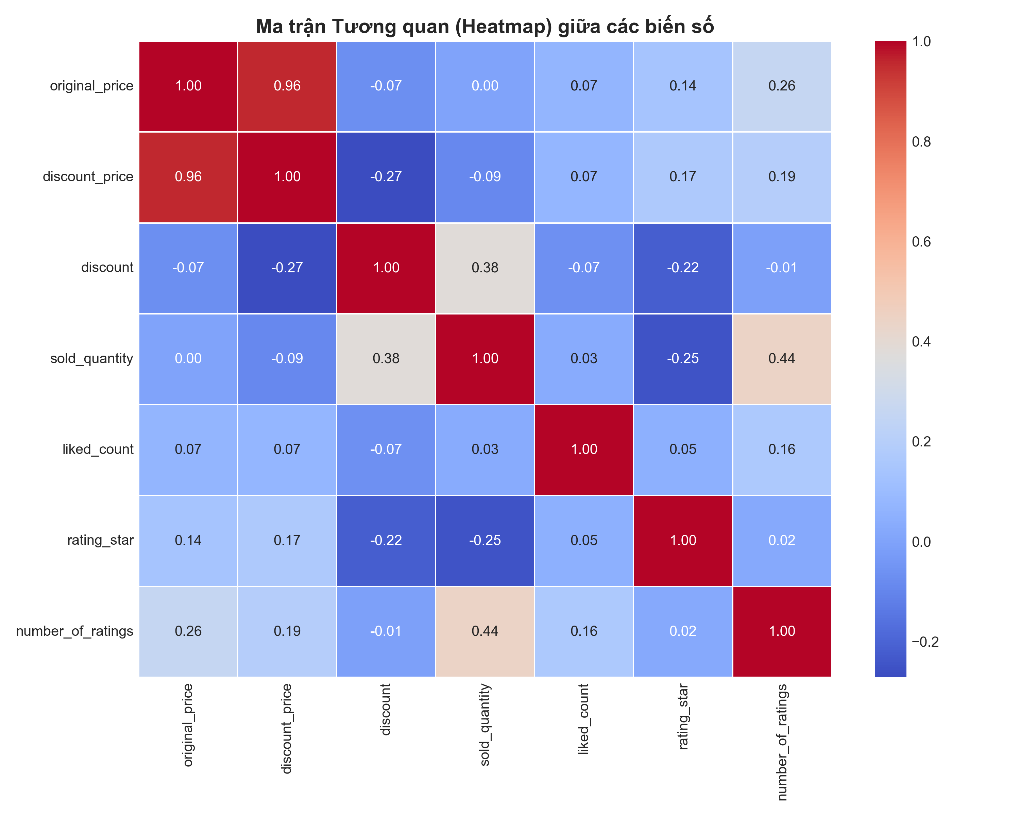 Ma trận Tương quan (Heatmap) giữa các biến số
original_price 1.00 0.96 -0.07 0.00 0.07 0.14 0.26
discount_price 0.96 1.00 -0.27 -0.09 0.07 0.17 0.19
discount -0.07 -0.27 1.00 0.38 -0.07 -0.22 -0.01
sold_quantity 0.00 -0.09 0.38 1.00 0.03 -0.25 0.44
liked_count 0.07 0.07 -0.07 0.03 1.00 0.05 0.16
rating_star 0.14 0.17 -0.22 -0.25 0.05 1.00 0.02
number_of_ratings 0.26 0.19 -0.01 0.44 0.16 0.02 1.00
original_price
discount_price
discount
sold_quantity
liked_count
rating_star
number_of_ratings
1.0
0.8
0.6
0.4
0.2
0.0
−0.2